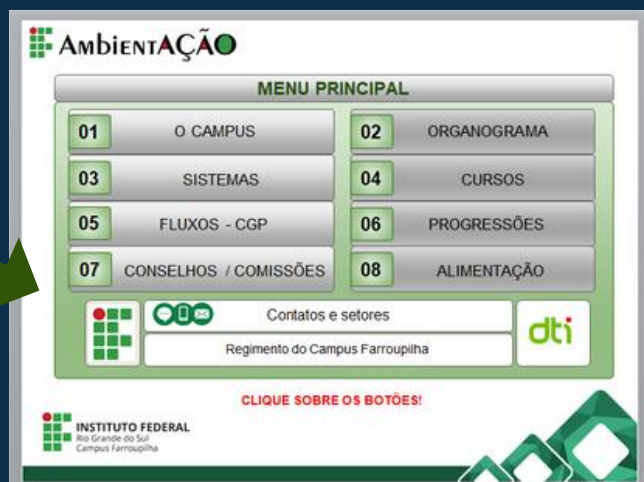 AmbientAÇÃO
MENU PRINCIPAL
01 O CAMPUS
02 ORGANOGRAMA
03 SISTEMAS
04 CURSOS
05 FLUXOS - CGP
06 PROGRESSÕES
07 CONSELHOS / COMISSÕES
08 ALIMENTAÇÃO
Contatos e setores
Regimento do Campus Farroupilha
dti
CLIQUE SOBRE OS BOTÕES!
INSTITUTO FEDERAL
Rio Grande do Sul
Campus Farroupilha